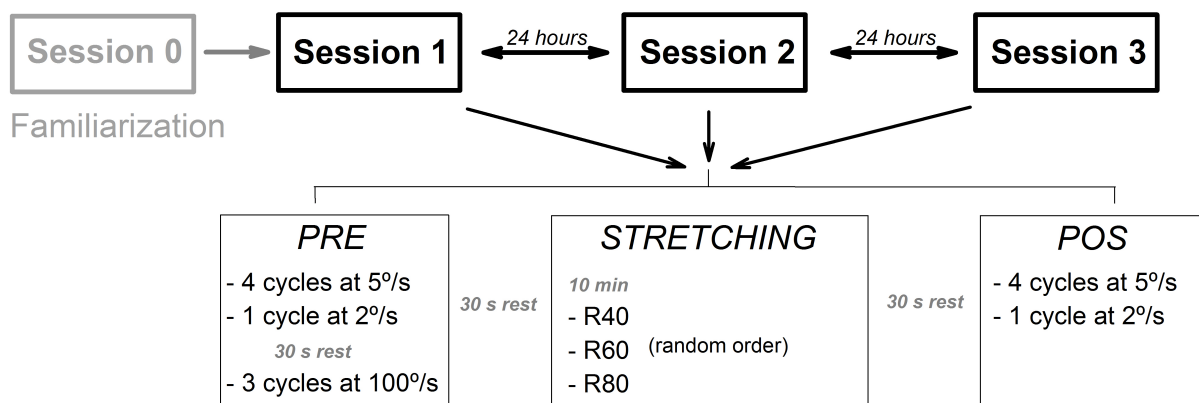 Session 0
Session 1
24 hours
Session 2
24 hours
Session 3
Familiarization
PRE
- 4 cycles at 5º/s
- 1 cycle at 2º/s
30 s rest
- 3 cycles at 100º/s
30 s rest
STRETCHING
10 min
- R40
- R60 (random order)
- R80
30 s rest
POS
- 4 cycles at 5º/s
- 1 cycle at 2º/s